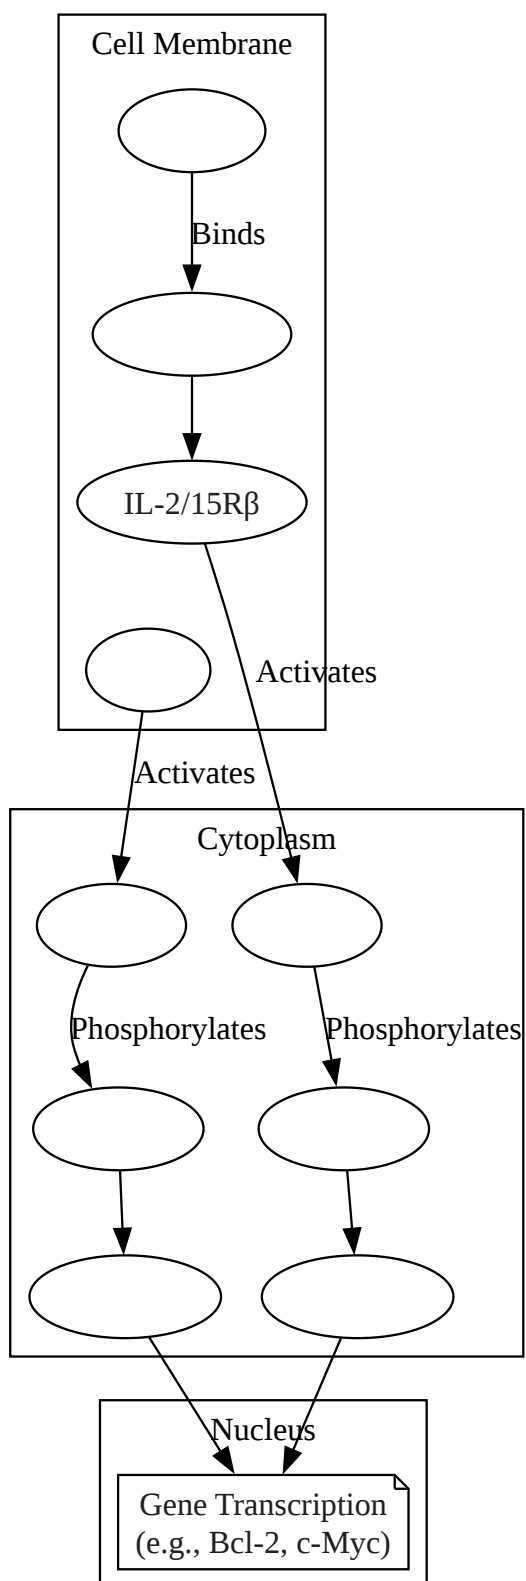 Cell Membrane
Binds
IL-2/15Rβ
Activates
Activates
Cytoplasm
Phosphorylates
Phosphorylates
Nucleus
Gene Transcription
(e.g., Bcl-2, c-Myc)